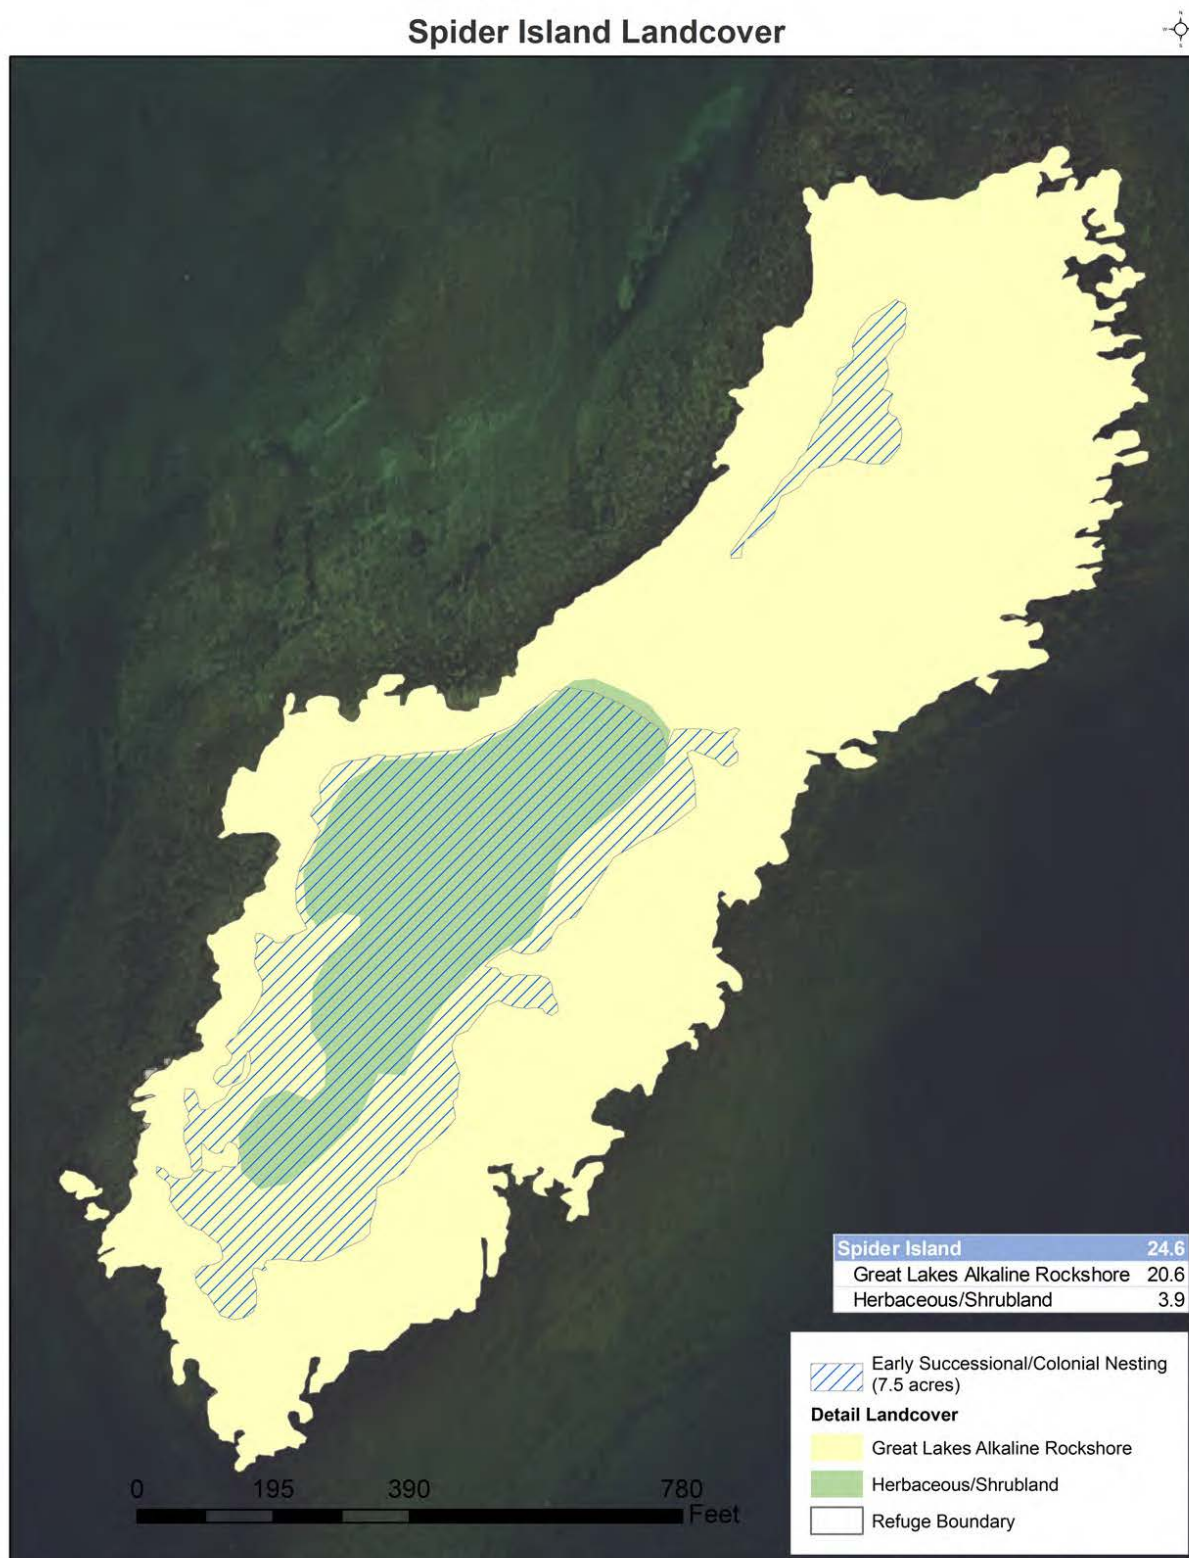 Spider Island Landcover
N
W
S
Spider Island 24.6
Great Lakes Alkaline Rockshore 20.6
Herbaceous/Shrubland 3.9
Early Successional/Colonial Nesting
(7.5 acres)
Detail Landcover
Great Lakes Alkaline Rockshore
Herbaceous/Shrubland
Refuge Boundary
0 195 390 780
Feet